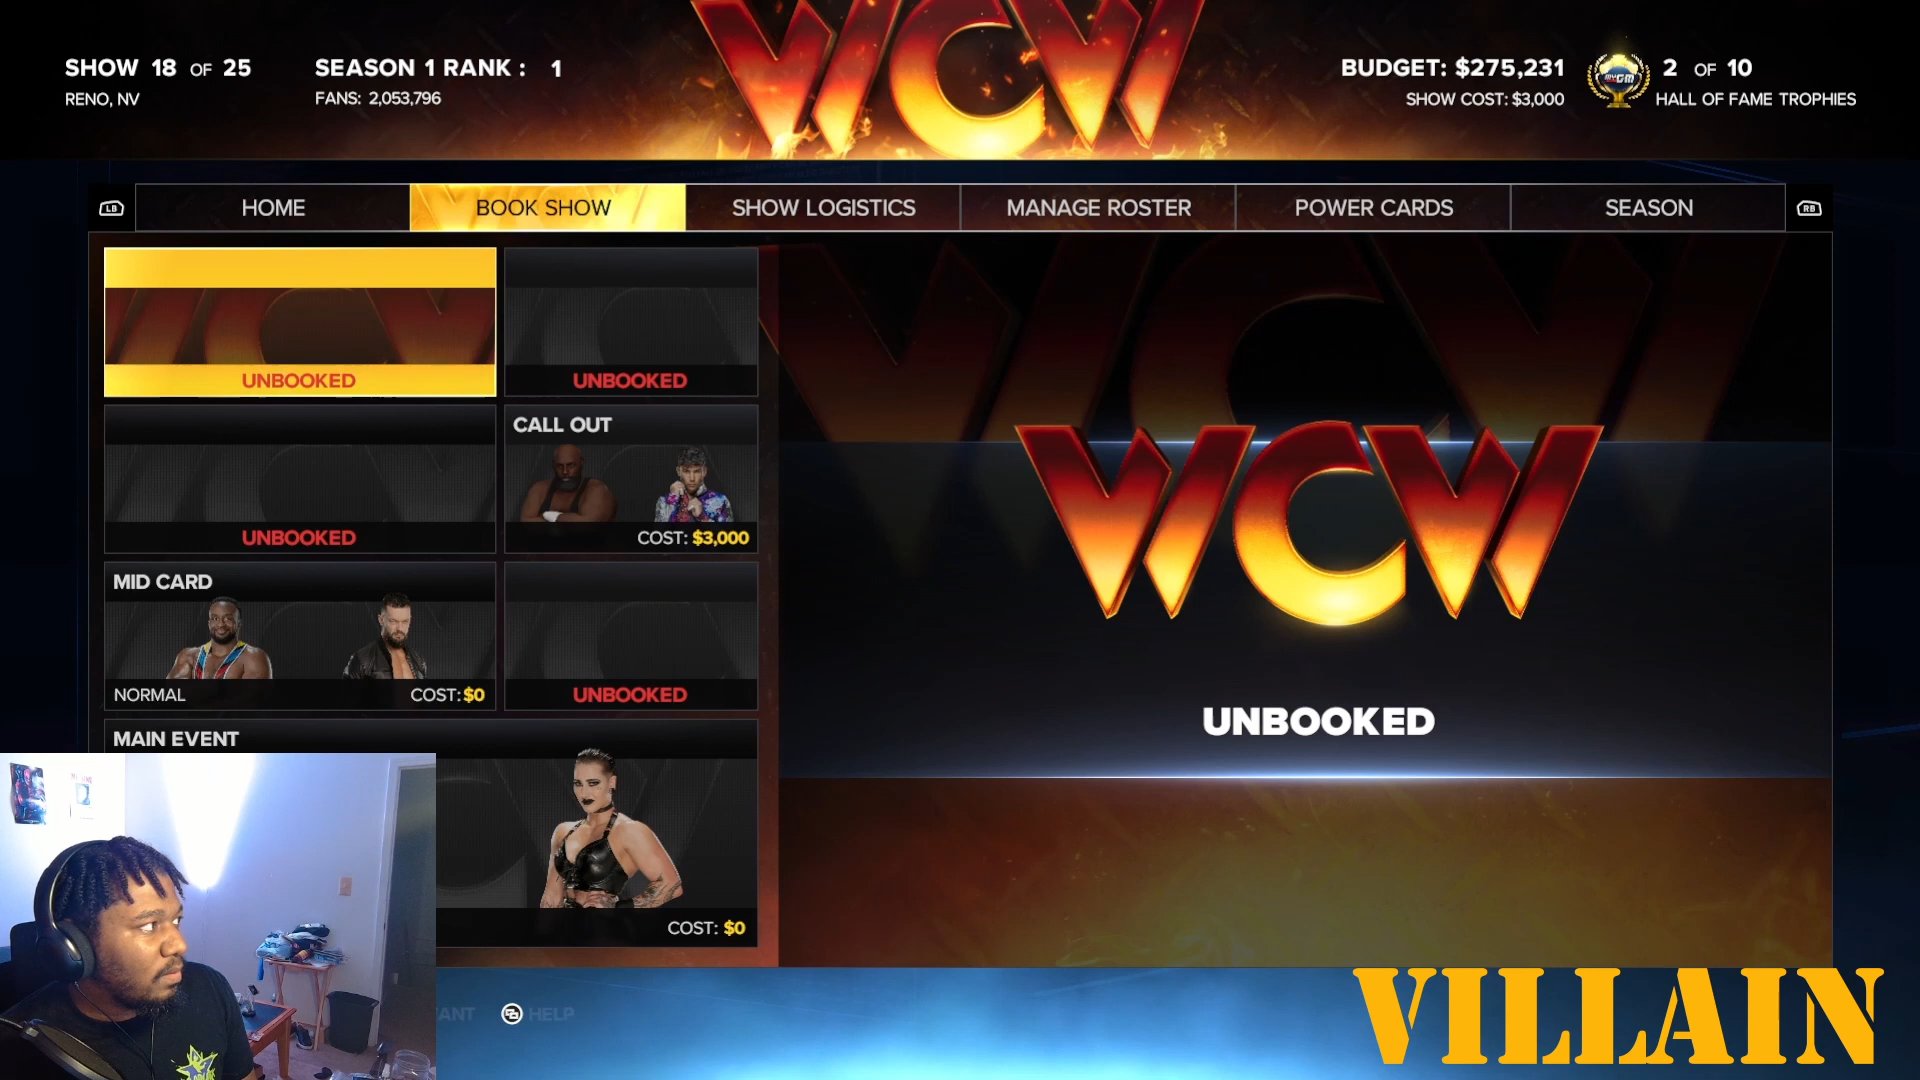 SHOW 18 OF 25
RENO, NV
SEASON 1 RANK : 1
FANS: 2,053,796
WCW
BUDGET: $275,231
SHOW COST: $3,000
MyGM
2 OF 10
HALL OF FAME TROPHIES
LB
HOME
BOOK SHOW
SHOW LOGISTICS
MANAGE ROSTER
POWER CARDS
SEASON
RB
UNBOOKED
UNBOOKED
UNBOOKED
CALL OUT
COST: $3,000
MID CARD
NORMAL
COST: $0
UNBOOKED
MAIN EVENT
COST: $0
WCW
UNBOOKED
HELP
VILLAIN